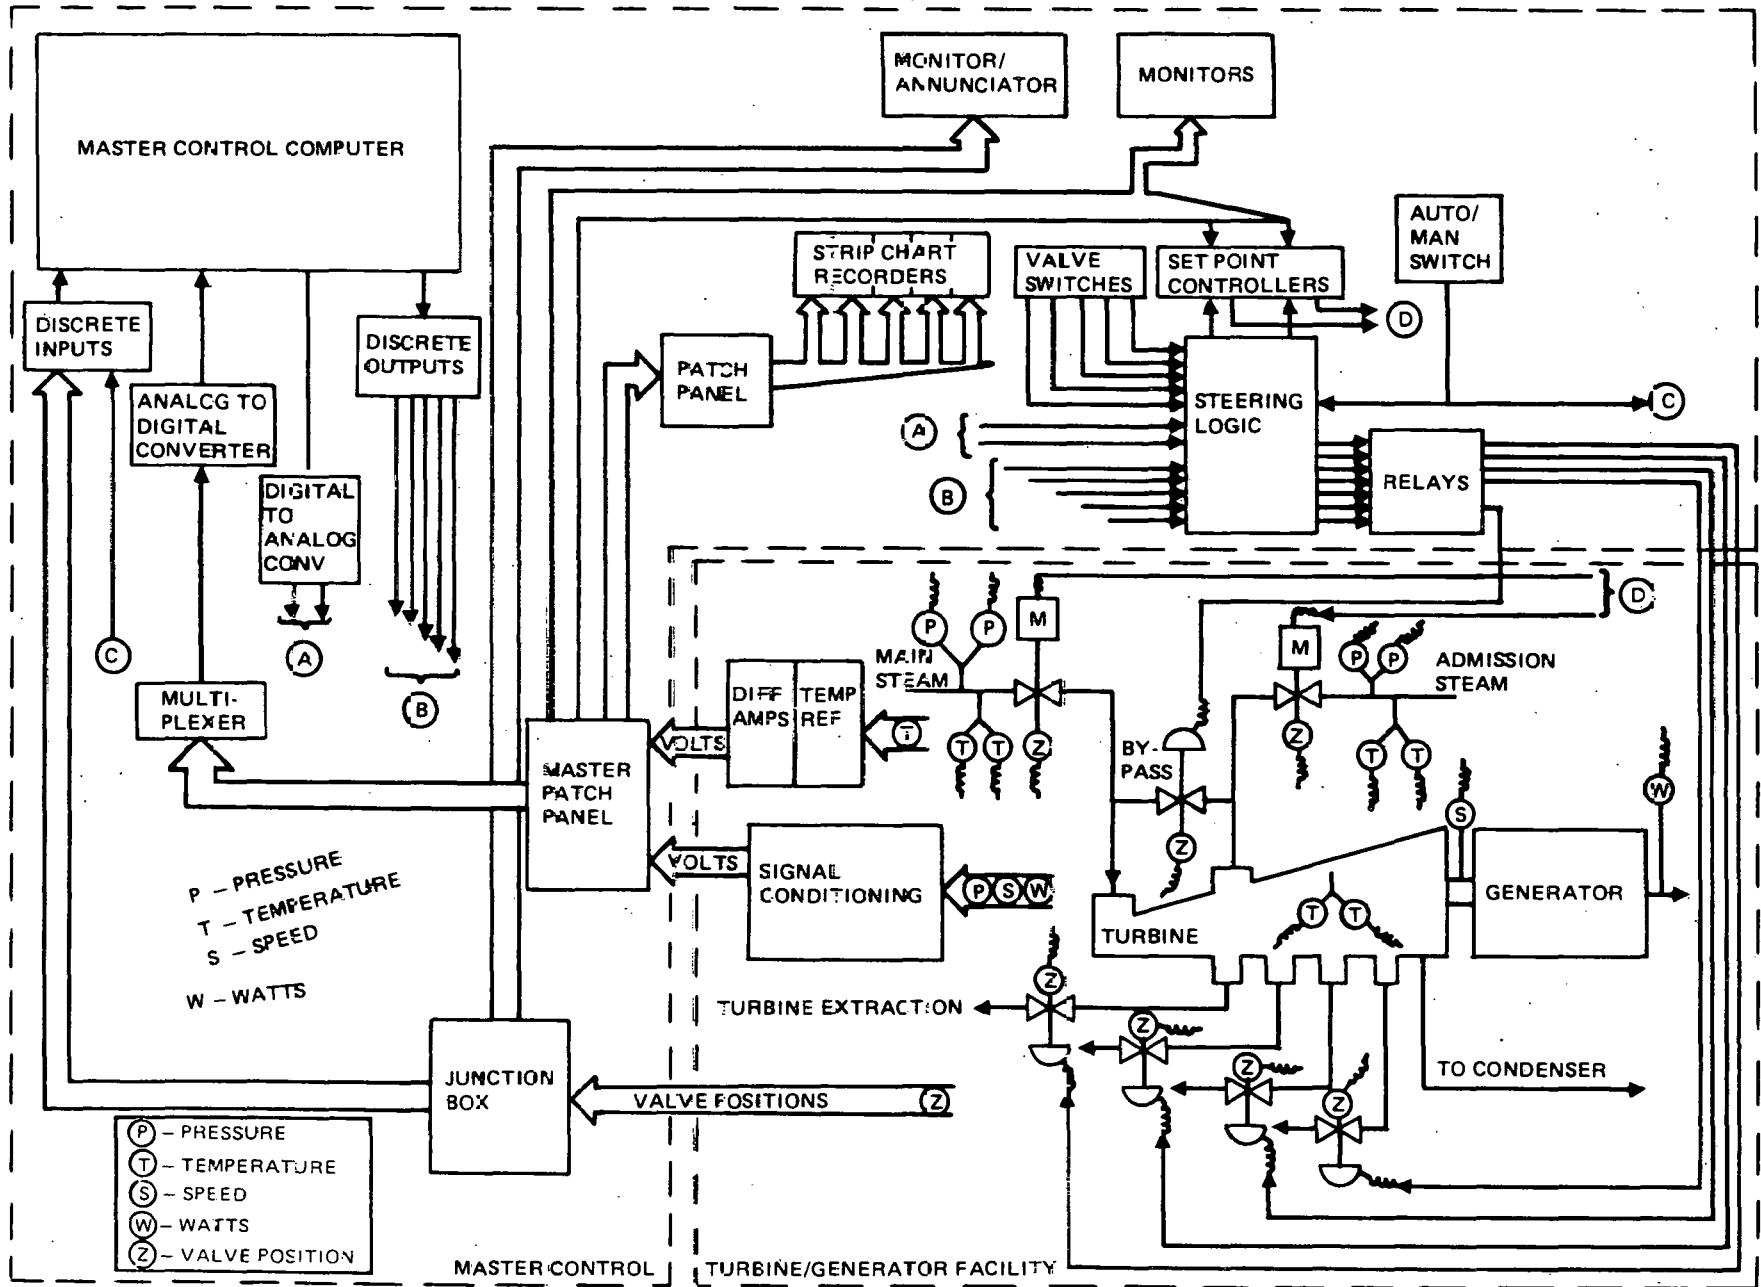 MONITOR/
ANNUNCIATOR
MONITORS
MASTER CONTROL COMPUTER
AUTO/
MAN
SWITCH
STRIP CHART
RECORDERS
VALVE
SWITCHES
SET POINT
CONTROLLERS
DISCRETE
INPUTS
DISCRETE
OUTPUTS
D
PATCH
PANEL
ANALOG TO
DIGITAL
CONVERTER
STEERING
LOGIC
C
A
DIGITAL
TO
ANALOG
CONV
B
RELAYS
C
A
B
MULTI-
PLEXER
P
P
M
D
M
P
P
MAIN
STEAM
ADMISSION
STEAM
DIFF
AMPS
TEMP
REF
T
VOLTS
T
T
Z
Z
T
T
BY-
PASS
MASTER
PATCH
PANEL
W
S
Z
VOLTS
SIGNAL
CONDITIONING
P S W
P – PRESSURE
T – TEMPERATURE
S – SPEED
W – WATTS
TURBINE
T
T
GENERATOR
Z
TURBINE EXTRACTION
Z
Z
Z
TO CONDENSER
JUNCTION
BOX
VALVE POSITIONS
Z
P – PRESSURE
T – TEMPERATURE
S – SPEED
W – WATTS
Z – VALVE POSITION
MASTER CONTROL
TURBINE/GENERATOR FACILITY